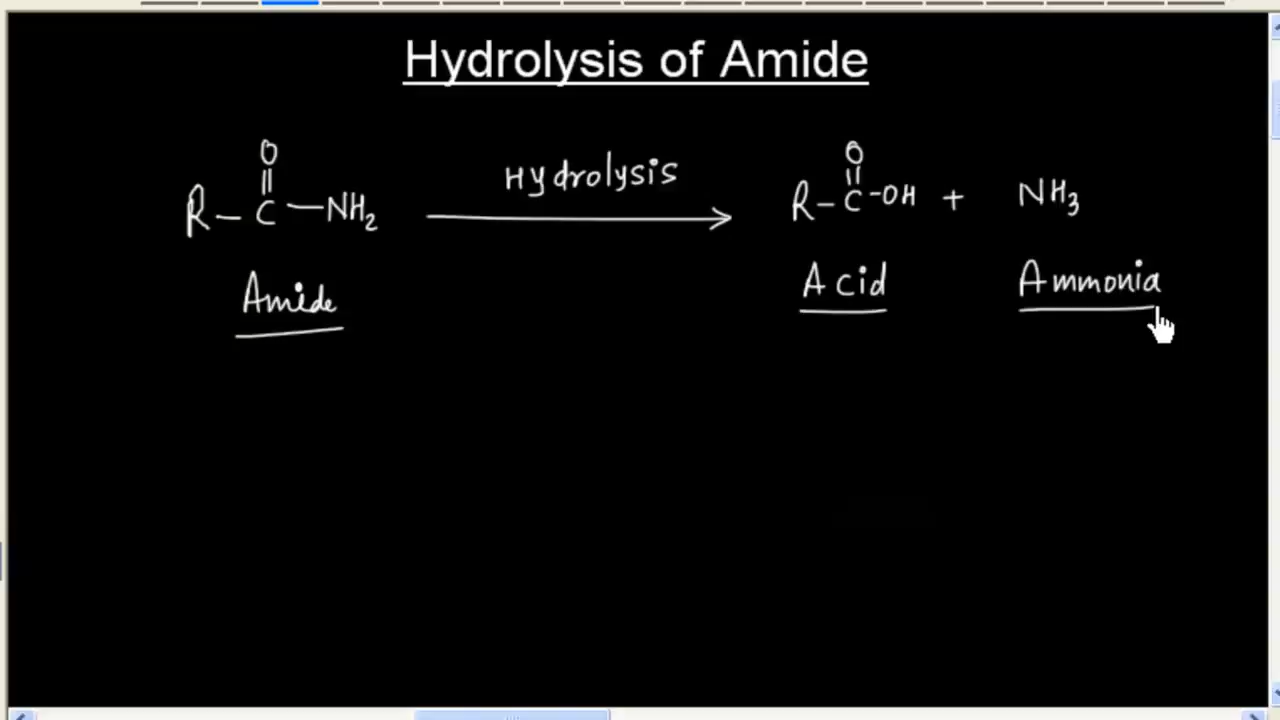 Hydrolysis of Amide
O
R-C-NH2
Hydrolysis
O
R-C-OH + NH3
Amide
Acid
Ammonia